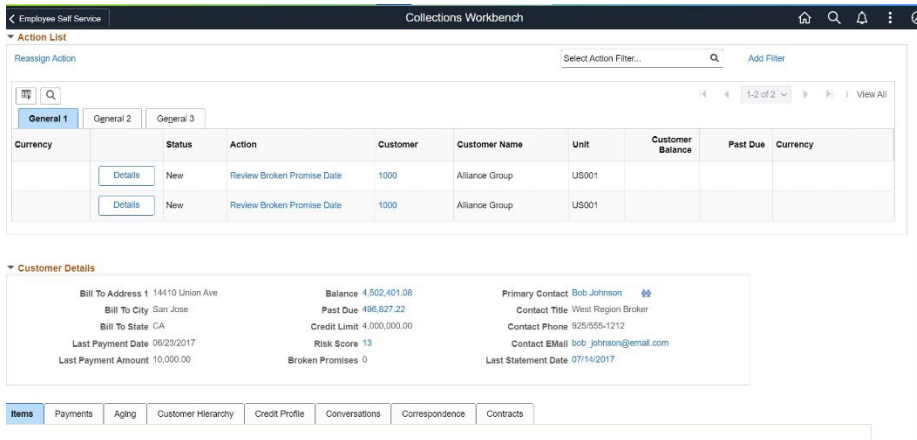 Employee Self Service
Collections Workbench
Action List
Reassign Action
Select Action Filter...
Add Filter
1-2 of 2
View All
General 1 General 2 General 3
Currency Status Action Customer Customer Name Unit Customer Balance Past Due Currency
Details New Review Broken Promise Date 1000 Alliance Group US001
Details New Review Broken Promise Date 1000 Alliance Group US001
Customer Details
Bill To Address 1 14410 Union Ave Balance 4,502,401.08 Primary Contact Bob Johnson
Bill To City San Jose Past Due 496,827.22 Contact Title West Region Broker
Bill To State CA Credit Limit 4,000,000.00 Contact Phone 925/555-1212
Last Payment Date 06/23/2017 Risk Score 13 Contact EMail bob_johnson@email.com
Last Payment Amount 10,000.00 Broken Promises 0 Last Statement Date 07/14/2017
Items Payments Aging Customer Hierarchy Credit Profile Conversations Correspondence Contracts